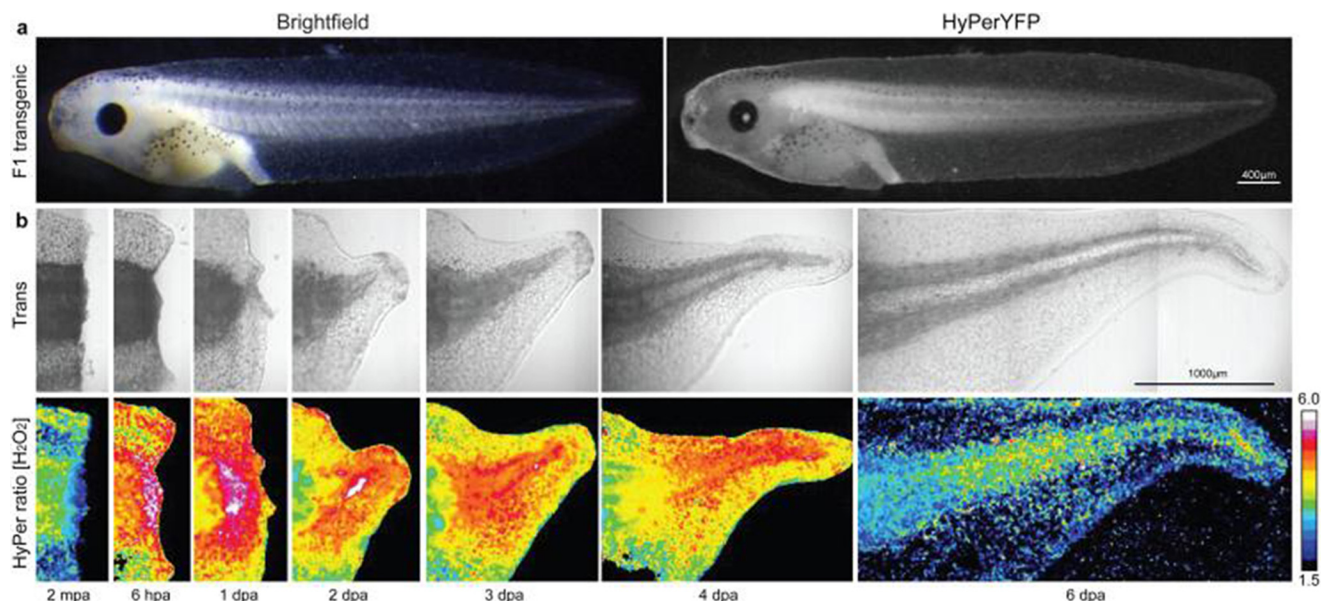 Brightfield
HyPerYFP
a
F1 transgenic
400µm
b
Trans
1000µm
HyPer ratio [H₂O₂]
6.0
1.5
2 mpa
6 hpa
1 dpa
2 dpa
3 dpa
4 dpa
6 dpa